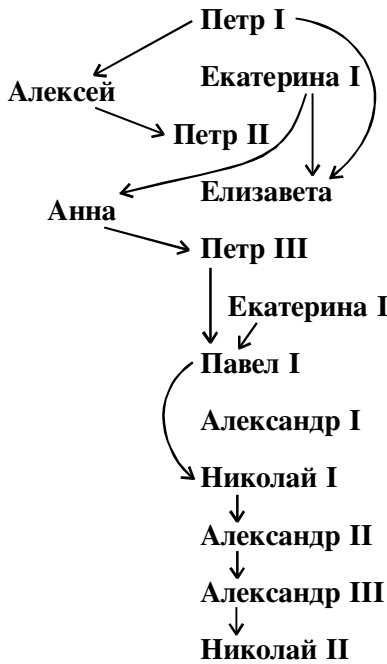 Петр I
Екатерина I
Алексей
Петр II
Елизавета
Анна
Петр III
Екатерина I
Павел I
Александр I
Николай I
Александр II
Александр III
Николай II